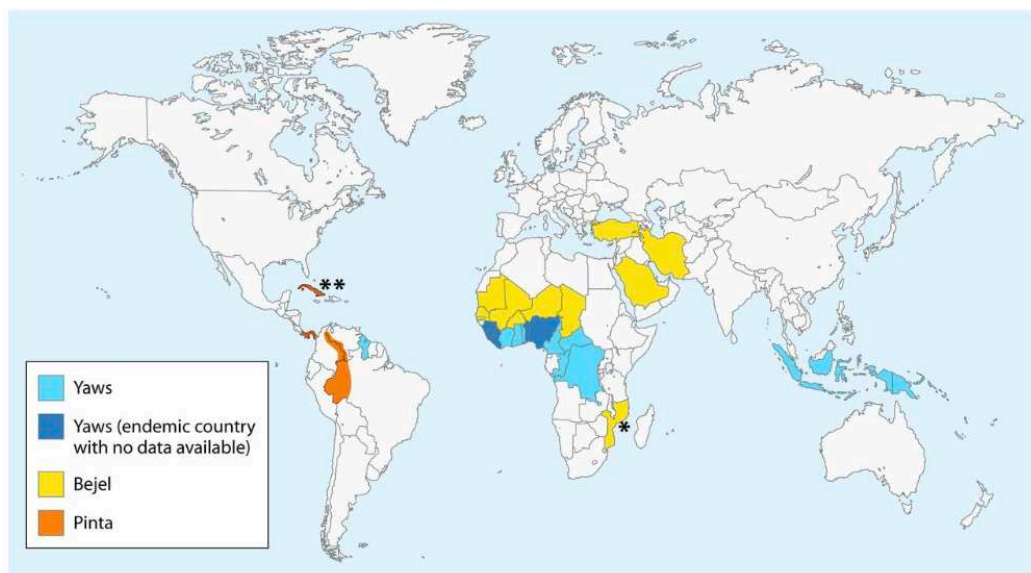 **
*
Yaws
Yaws (endemic country
with no data available)
Bejel
Pinta